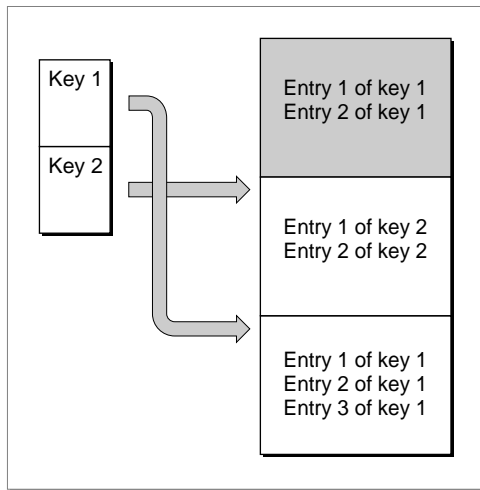 Key 1
Key 2
Entry 1 of key 1
Entry 2 of key 1
Entry 1 of key 2
Entry 2 of key 2
Entry 1 of key 1
Entry 2 of key 1
Entry 3 of key 1